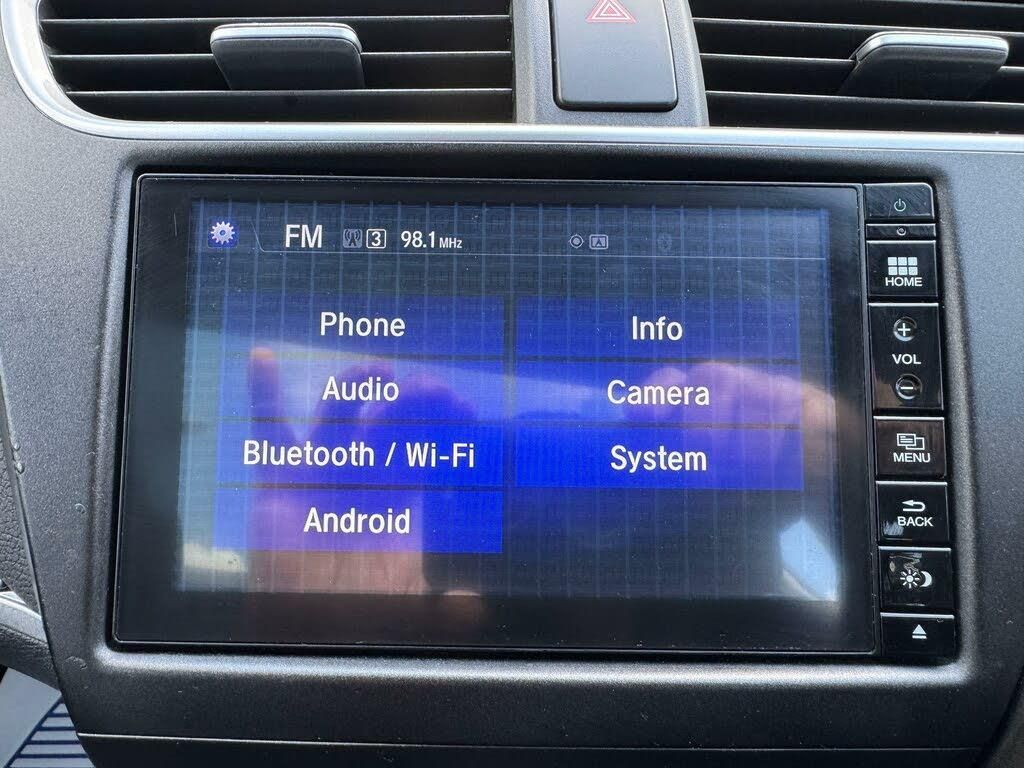 FM 3 98.1 MHz A
Phone
Info
Audio
Camera
Bluetooth / Wi-Fi
System
Android
HOME
+
VOL
−
MENU
BACK